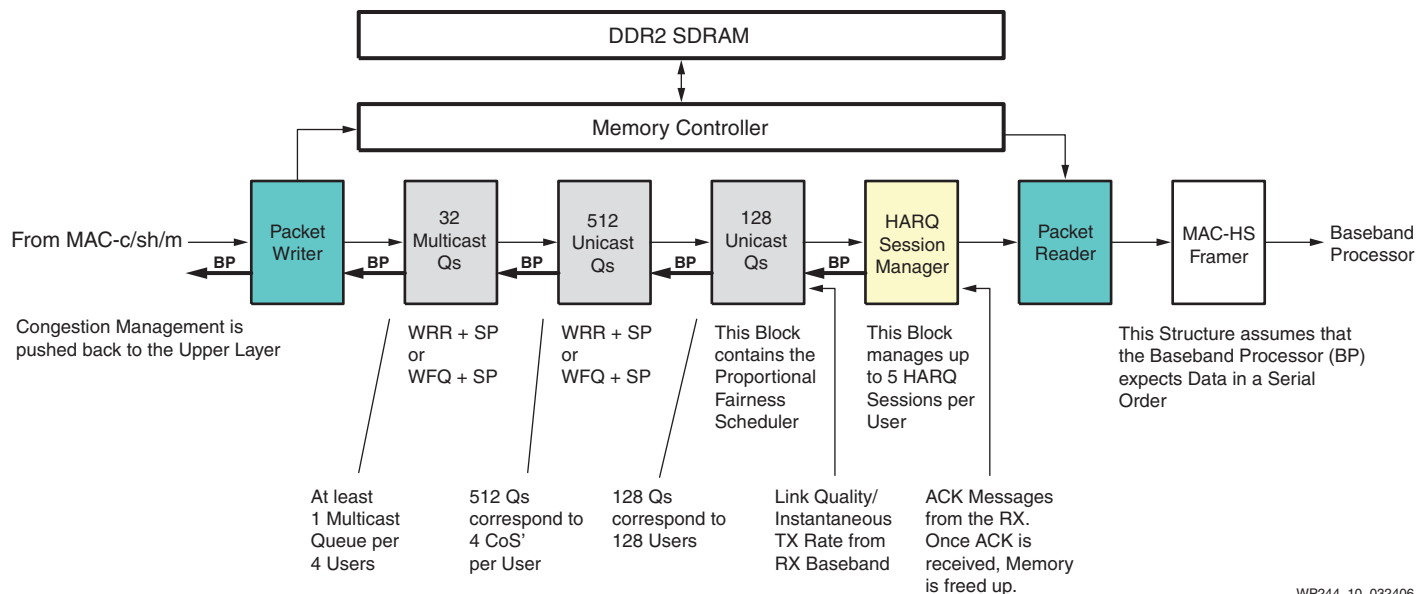 DDR2 SDRAM
Memory Controller
From MAC-c/sh/m
Packet
Writer
32
Multicast
Qs
512
Unicast
Qs
128
Unicast
Qs
HARQ
Session
Manager
Packet
Reader
MAC-HS
Framer
Baseband
Processor
BP
BP
BP
BP
BP
Congestion Management is
pushed back to the Upper Layer
WRR + SP
or
WFQ + SP
WRR + SP
or
WFQ + SP
This Block
contains the
Proportional
Fairness
Scheduler
This Block
manages up
to 5 HARQ
Sessions per
User
This Structure assumes that
the Baseband Processor (BP)
expects Data in a Serial
Order
At least
1 Multicast
Queue per
4 Users
512 Qs
correspond to
4 CoS'
per User
128 Qs
correspond to
128 Users
Link Quality/
Instantaneous
TX Rate from
RX Baseband
ACK Messages
from the RX.
Once ACK is
received, Memory
is freed up.
WP244_10_032406